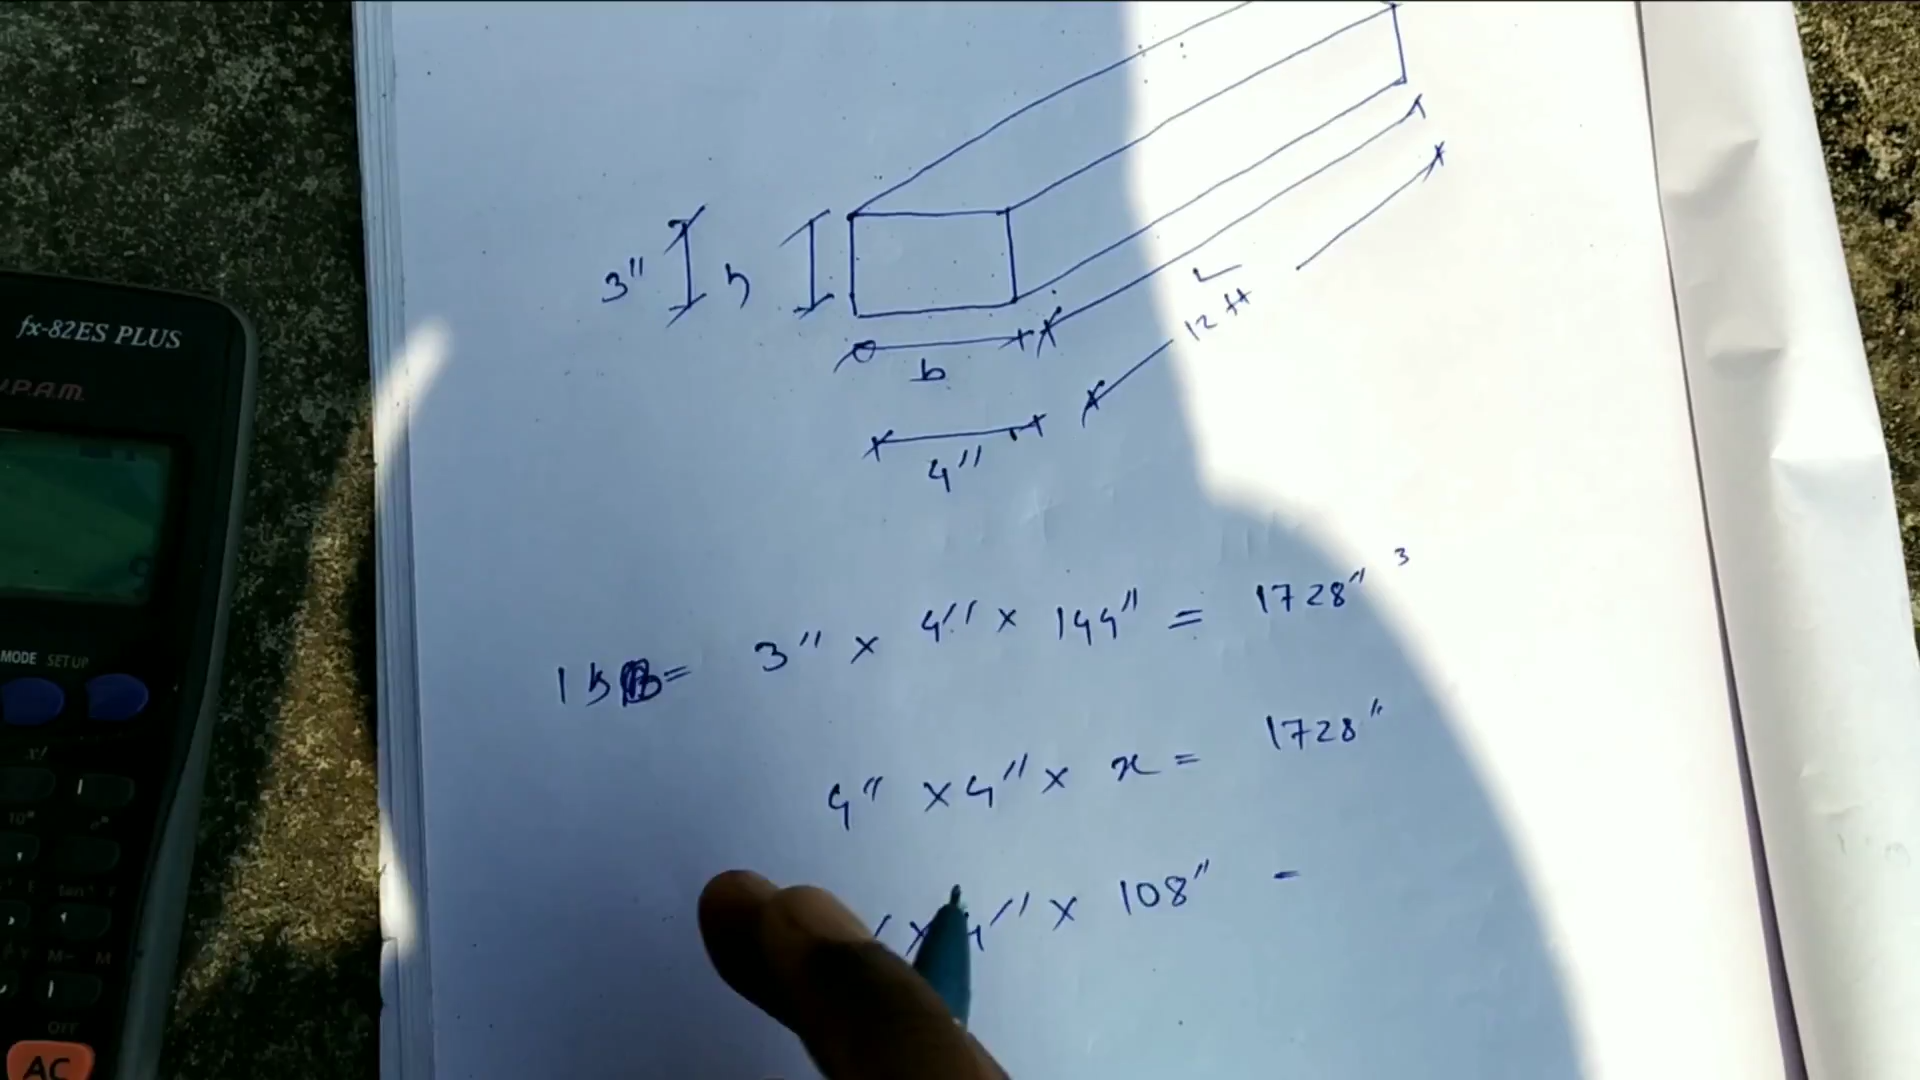 3" h
L
12 ft
b
4"
fx-82ES PLUS
V.P.A.M.
MODE SETUP
1 = 3" x 4" x 144" = 1728" 3
4" x 4" x x = 1728"
x 4" x 108" -
M- M
OFF
AC